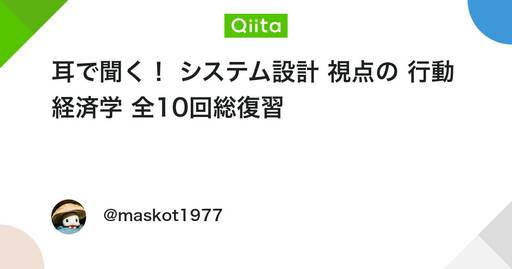 Qiita
耳で聞く！ システム設計 視点の 行動
経済学 全10回総復習
@maskot1977